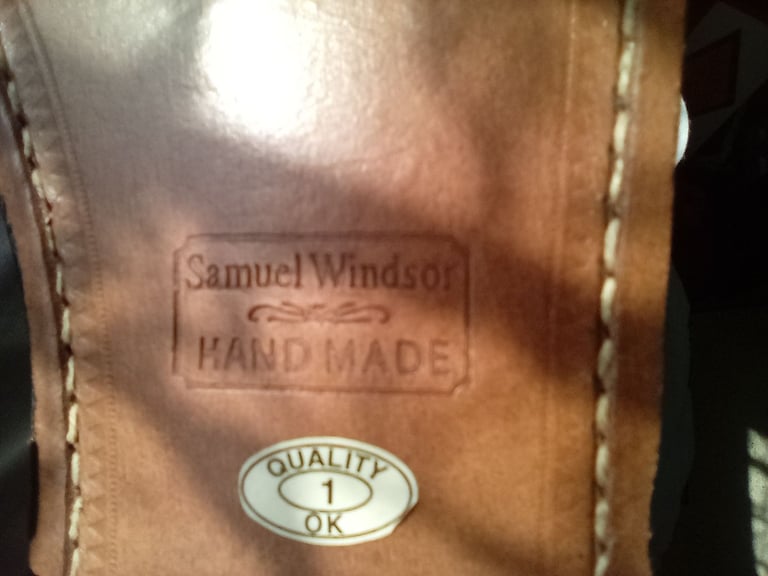 Samuel Windsor
HAND MADE
QUALITY
1
OK